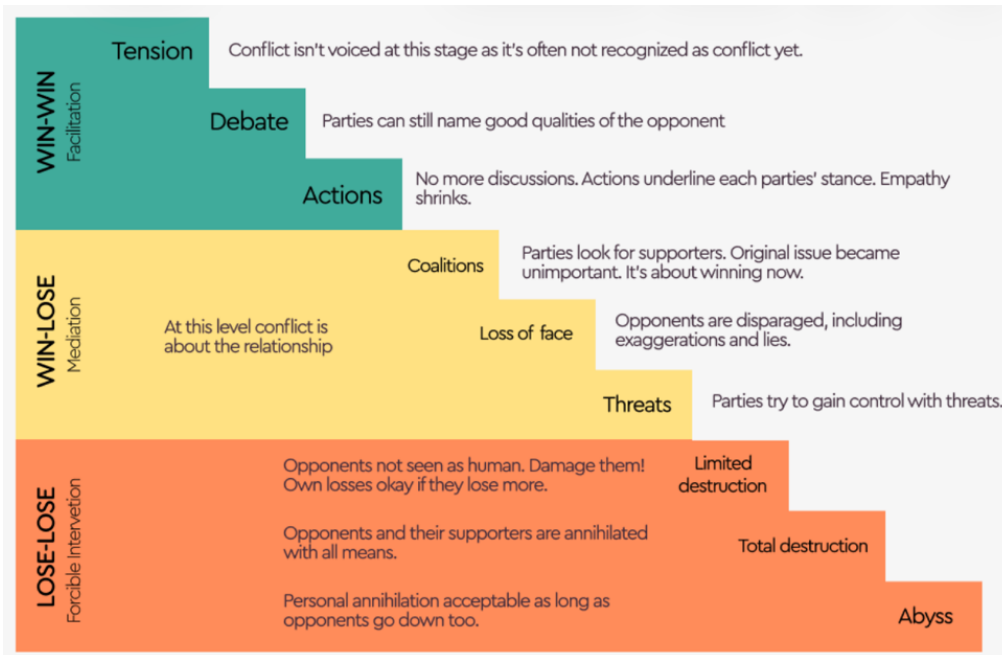 WIN-WIN
Facilitation
Tension
Conflict isn't voiced at this stage as it's often not recognized as conflict yet.
Debate
Parties can still name good qualities of the opponent
Actions
No more discussions. Actions underline each parties' stance. Empathy
shrinks.
WIN-LOSE
Mediation
At this level conflict is
about the relationship
Coalitions
Parties look for supporters. Original issue became
unimportant. It's about winning now.
Loss of face
Opponents are disparaged, including
exaggerations and lies.
Threats
Parties try to gain control with threats.
LOSE-LOSE
Forcible Intervetion
Opponents not seen as human. Damage them!
Own losses okay if they lose more.
Limited
destruction
Opponents and their supporters are annihilated
with all means.
Total destruction
Personal annihilation acceptable as long as
opponents go down too.
Abyss